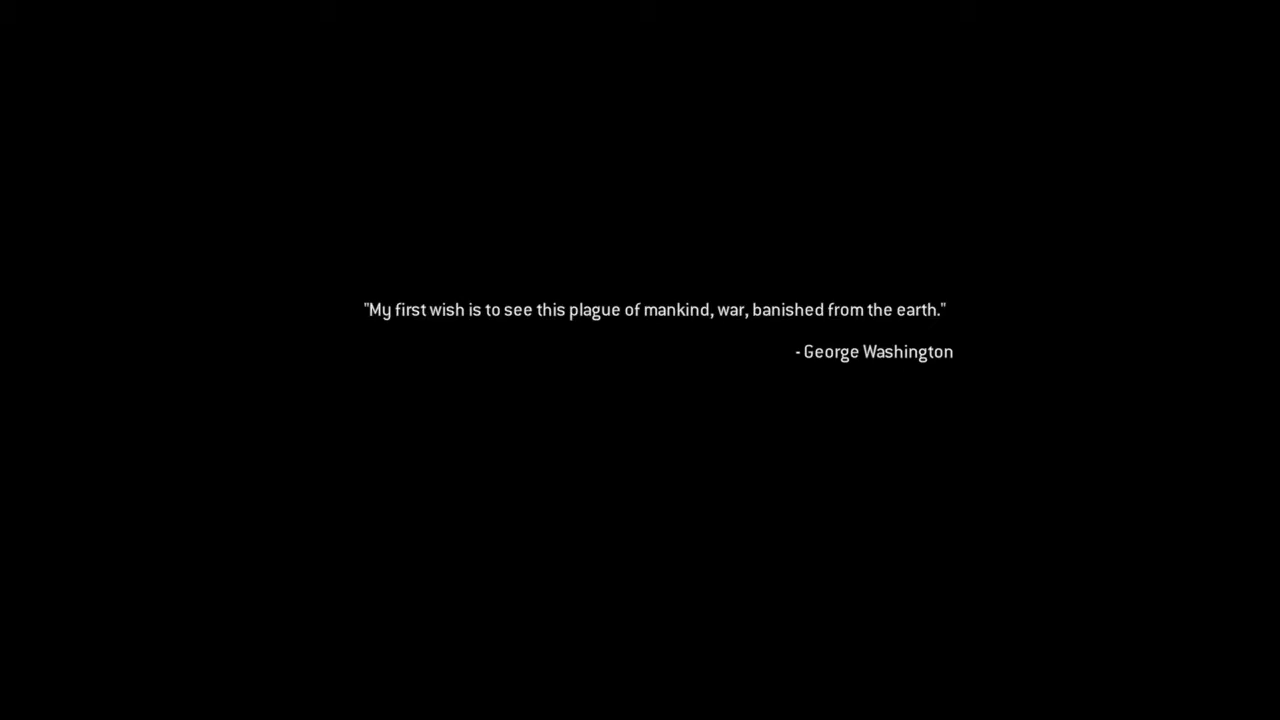 "My first wish is to see this plague of mankind, war, banished from the earth."
- George Washington